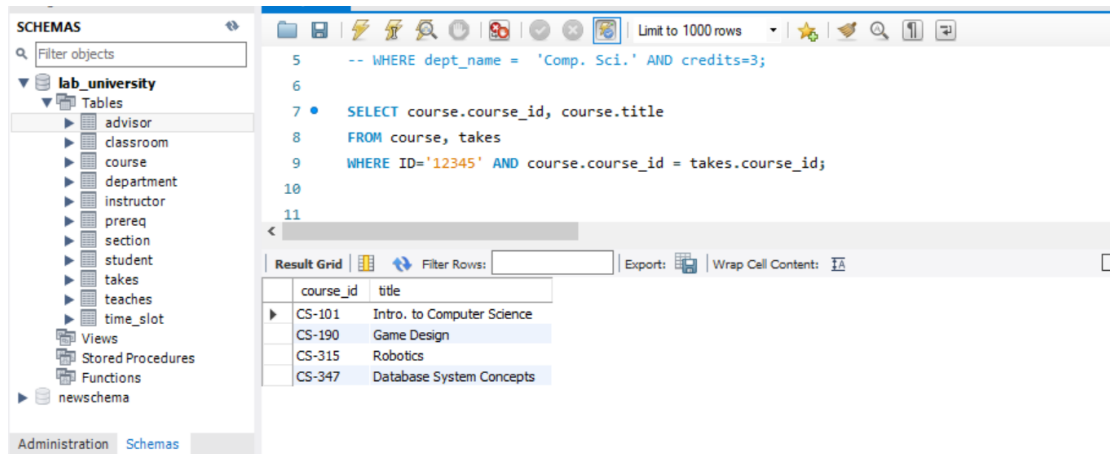 SCHEMAS
Filter objects
lab_university
Tables
advisor
classroom
course
department
instructor
prereq
section
student
takes
teaches
time_slot
Views
Stored Procedures
Functions
newschema
Administration Schemas
Limit to 1000 rows
5 -- WHERE dept_name = 'Comp. Sci.' AND credits=3;
6
7 SELECT course.course_id, course.title
8 FROM course, takes
9 WHERE ID='12345' AND course.course_id = takes.course_id;
10
11
Result Grid Filter Rows: Export: Wrap Cell Content: IA
course_id title
CS-101 Intro. to Computer Science
CS-190 Game Design
CS-315 Robotics
CS-347 Database System Concepts